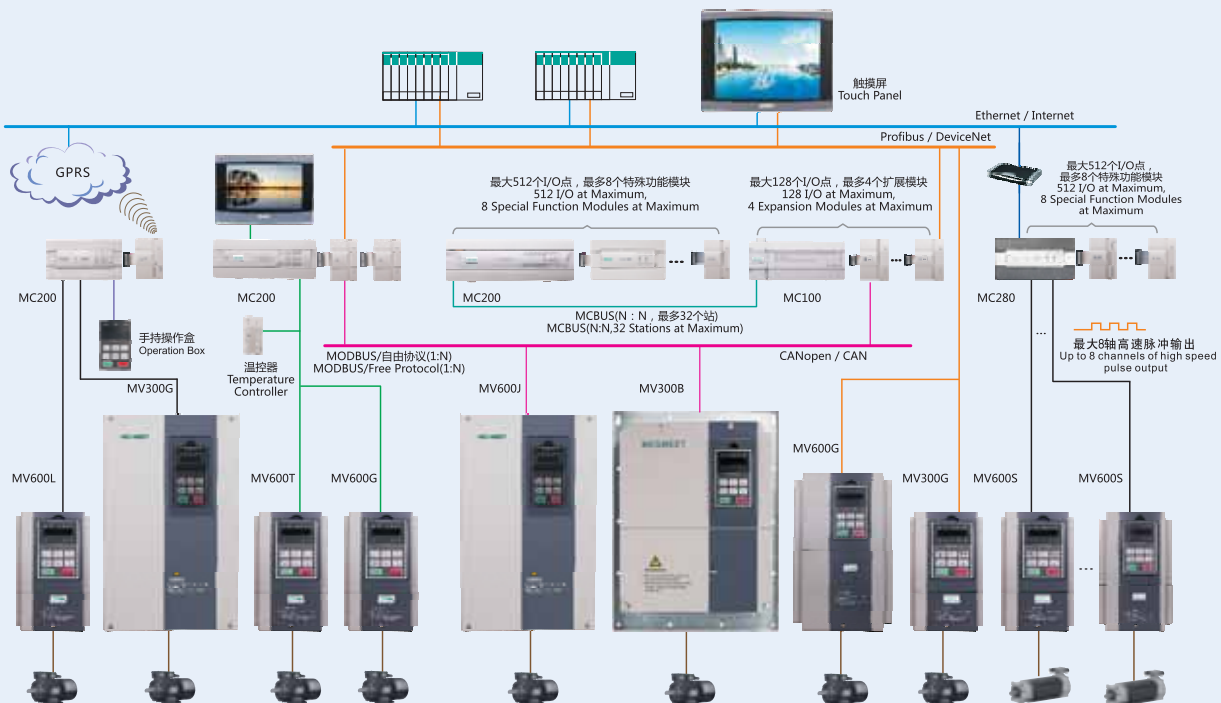 触摸屏
Touch Panel
Ethernet / Internet
Profibus / DeviceNet
GPRS
最大512个I/O点，最多8个特殊功能模块
512 I/O at Maximum,
8 Special Function Modules at Maximum
最大128个I/O点，最多4个扩展模块
128 I/O at Maximum,
4 Expansion Modules at Maximum
最大512个I/O点，
最多8个特殊功能模块
512 I/O at Maximum,
8 Special Function Modules
at Maximum
MC200
MC200
MC200
MC100
MC280
MCBUS(N：N，最多32个站)
MCBUS(N:N,32 Stations at Maximum)
手持操作盒
Operation Box
温控器
Temperature
Controller
MODBUS/自由协议(1:N)
MODBUS/Free Protocol(1:N)
CANopen / CAN
...
最大8轴高速脉冲输出
Up to 8 channels of high speed
pulse output
MV300G
MV600J
MV300B
MV600L
MV600T
MV600G
MV600G
MV300G
MV600S
MV600S
MEGMEET
...